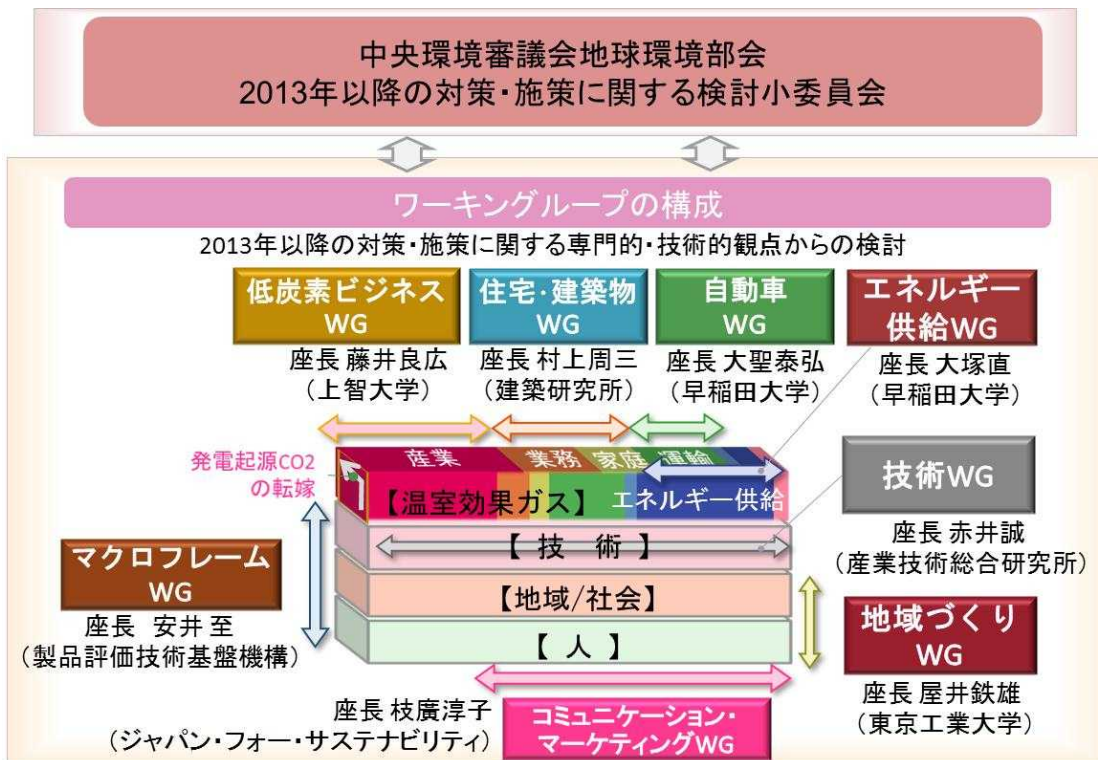 中央環境審議会地球環境部会
2013年以降の対策・施策に関する検討小委員会
ワーキングループの構成
2013年以降の対策・施策に関する専門的・技術的観点からの検討
低炭素ビジネス
WG
座長 藤井良広
（上智大学）
住宅・建築物
WG
座長 村上周三
（建築研究所）
自動車
WG
座長 大聖泰弘
（早稲田大学）
エネルギー
供給WG
座長 大塚直
（早稲田大学）
発電起源CO2
の転嫁
産業
業務
家庭
運輸
【温室効果ガス】
エネルギー供給
技術WG
座長 赤井誠
（産業技術総合研究所）
【 技 術 】
マクロフレーム
WG
座長 安井 至
（製品評価技術基盤機構）
【地域/社会】
【 人 】
地域づくり
WG
座長 屋井鉄雄
（東京工業大学）
座長 枝廣淳子
（ジャパン・フォー・サステナビリティ）
コミュニケーション・
マーケティングWG